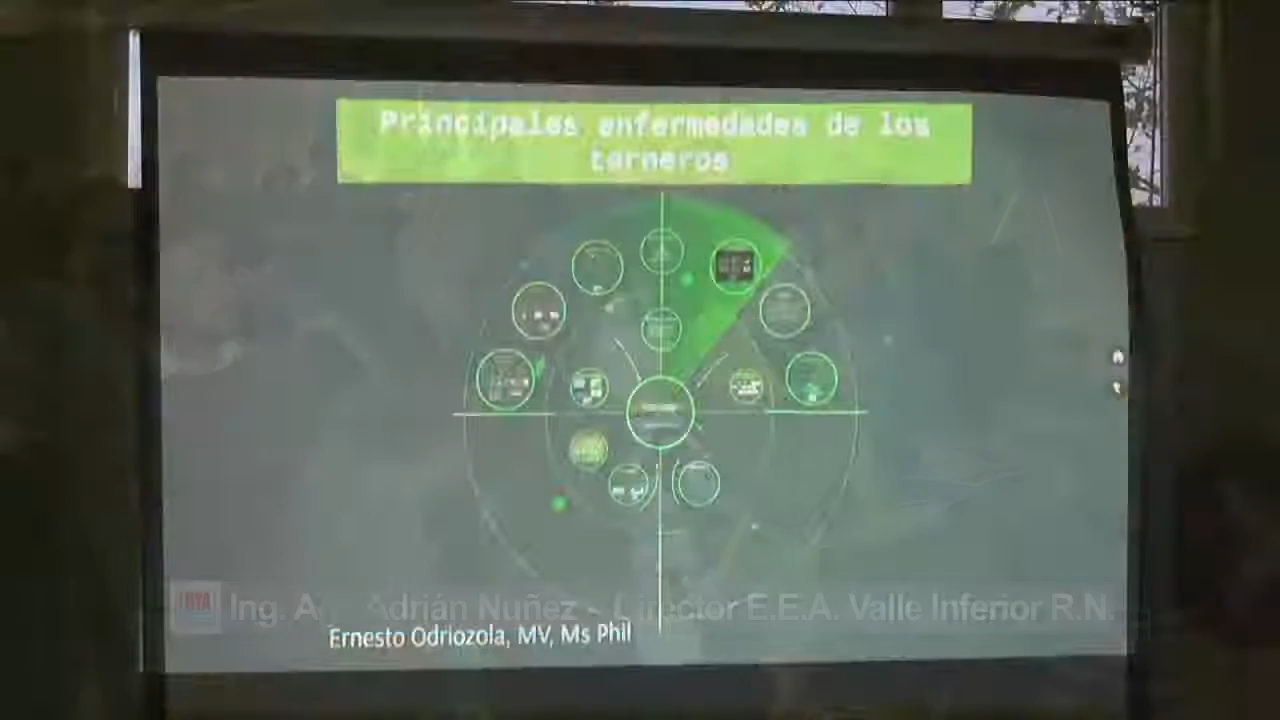 Principales enfermedades de los
terneros
Ing. Adrián Nuñez - Director E.E.A. Valle Inferior R.N.
Ernesto Odriozola, MV, Ms Phil